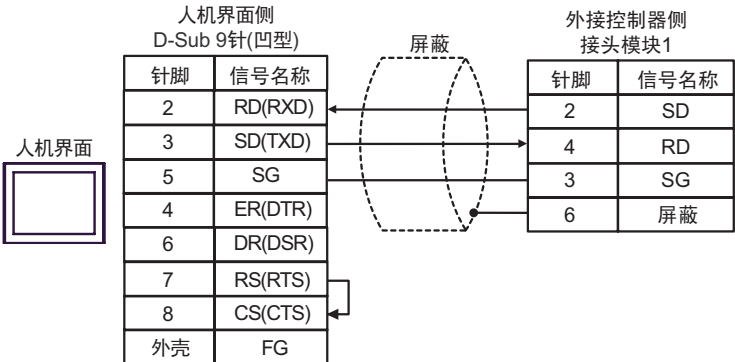 人机界面侧
D-Sub 9针(凹型)
屏蔽
外接控制器侧
接头模块1
人机界面
针脚 信号名称
2 RD(RXD)
3 SD(TXD)
5 SG
4 ER(DTR)
6 DR(DSR)
7 RS(RTS)
8 CS(CTS)
外壳 FG
针脚 信号名称
2 SD
4 RD
3 SG
6 屏蔽